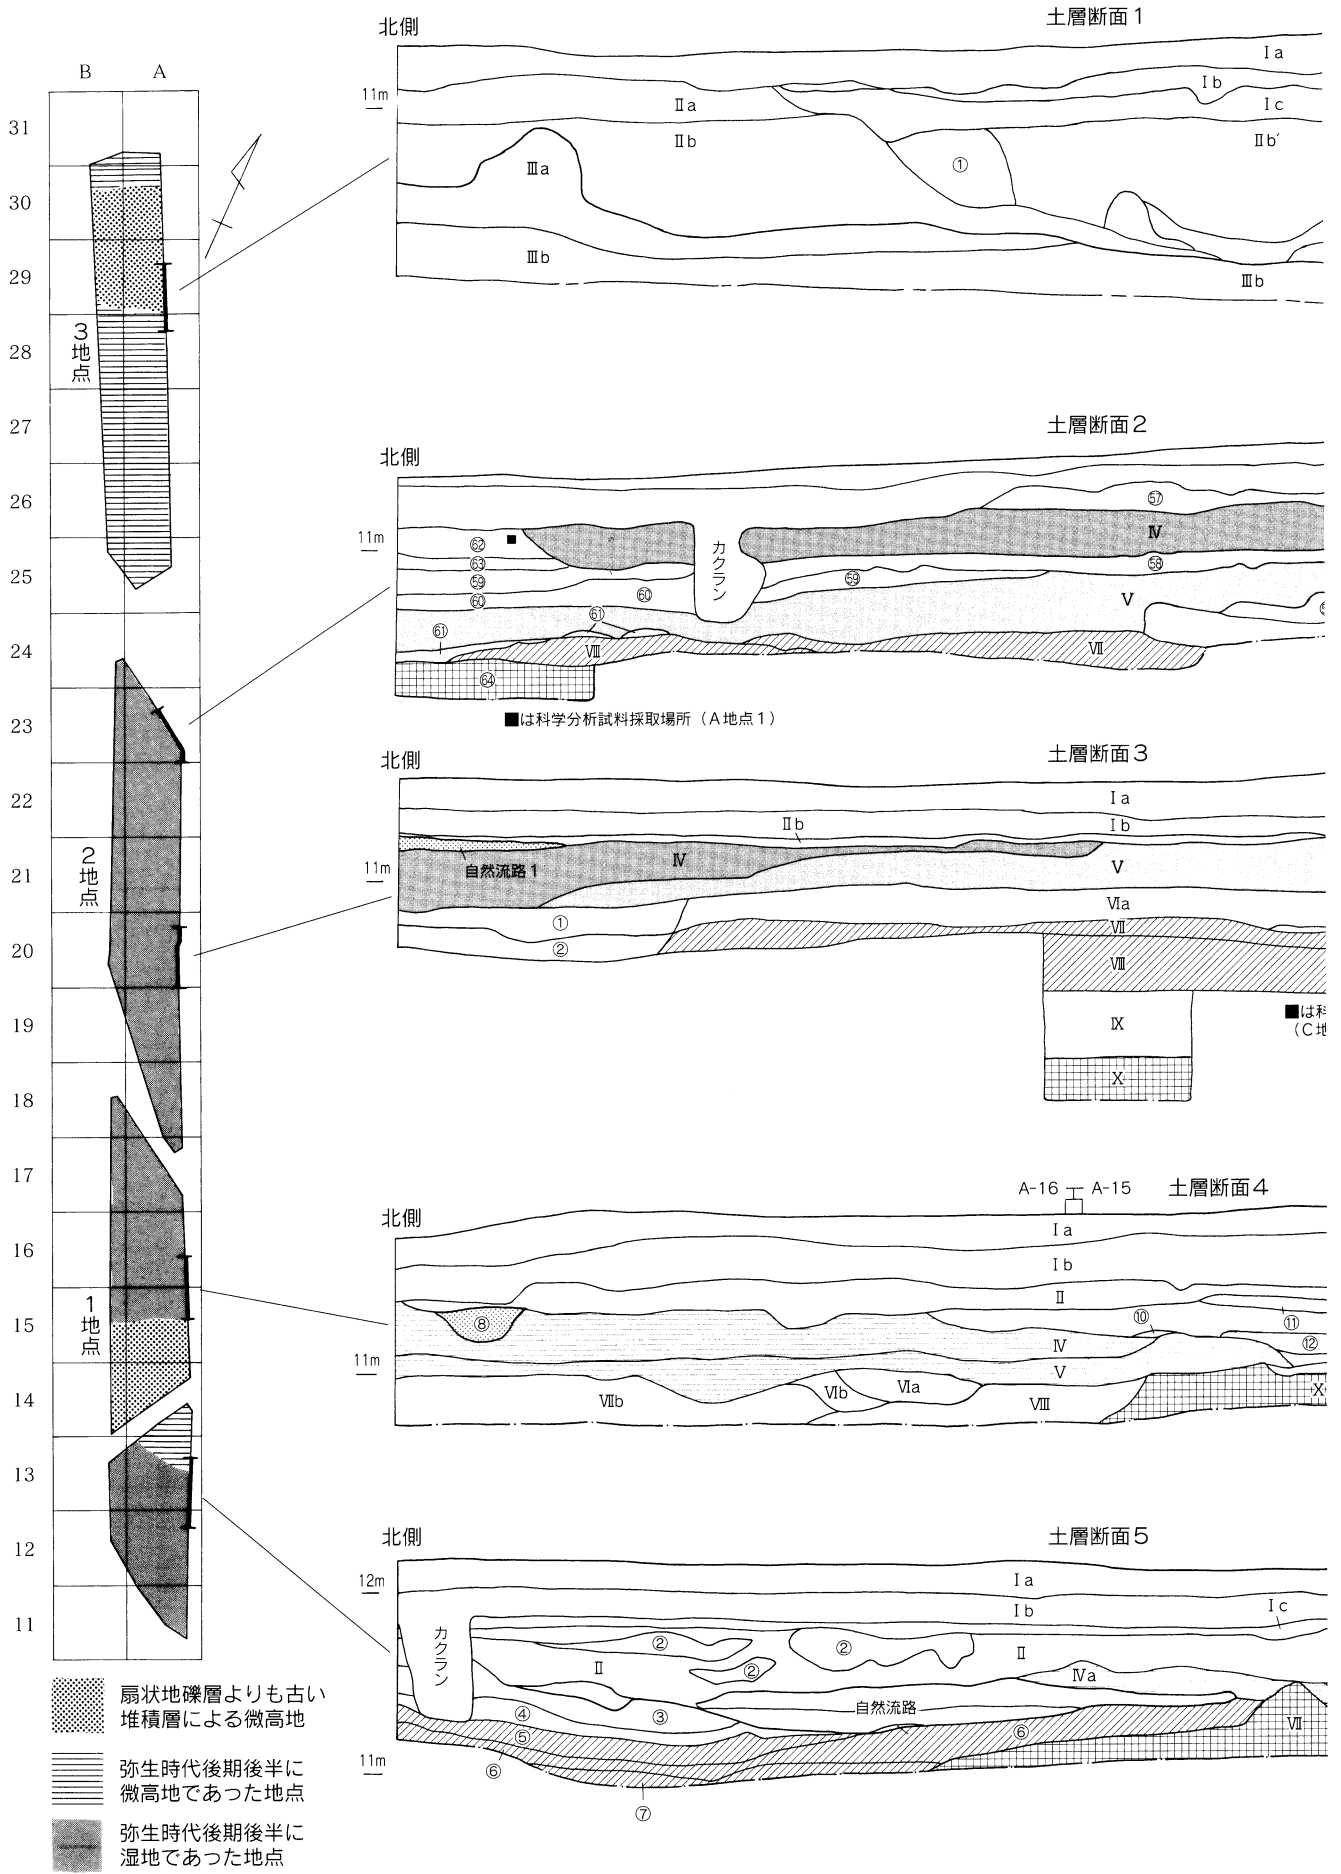 B A
31
30
29
28
27
26
25
24
23
22
21
20
19
18
17
16
15
14
13
12
11
3地点
2地点
1地点
扇状地礫層よりも古い
堆積層による微高地
弥生時代後期後半に
微高地であった地点
弥生時代後期後半に
湿地であった地点
土層断面1
北側
11m
Ⅰa
Ⅰb
Ⅰc
Ⅱa
Ⅱb
Ⅱb′
①
Ⅲa
Ⅲb
Ⅲb
土層断面2
北側
11m
カクラン
57
Ⅳ
62
63
58
59
59
60
60
Ⅴ
61
61
Ⅷ
Ⅶ
64
■は科学分析試料採取場所（A地点1）
土層断面3
北側
11m
Ⅰa
Ⅰb
Ⅱb
自然流路1
Ⅳ
Ⅴ
Ⅵa
①
②
Ⅶ
Ⅷ
Ⅸ
Ⅹ
■は科
（C地
A-16 A-15
土層断面4
北側
11m
Ⅰa
Ⅰb
Ⅱ
⑧
⑩
⑪
⑫
Ⅳ
Ⅴ
Ⅶb
Ⅵb
Ⅵa
Ⅷ
Ⅹ
土層断面5
北側
12m
11m
Ⅰa
Ⅰb
Ⅰc
カクラン
②
②
②
Ⅱ
Ⅱ
Ⅳa
自然流路
④
③
⑤
⑥
⑥
⑦
Ⅶ